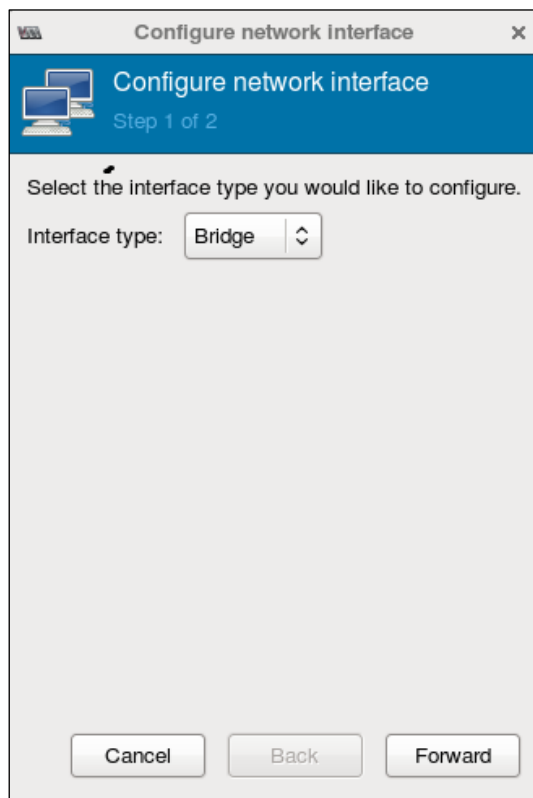 Configure network interface
Configure network interface
Step 1 of 2
Select the interface type you would like to configure.
Interface type: Bridge
Cancel Back Forward